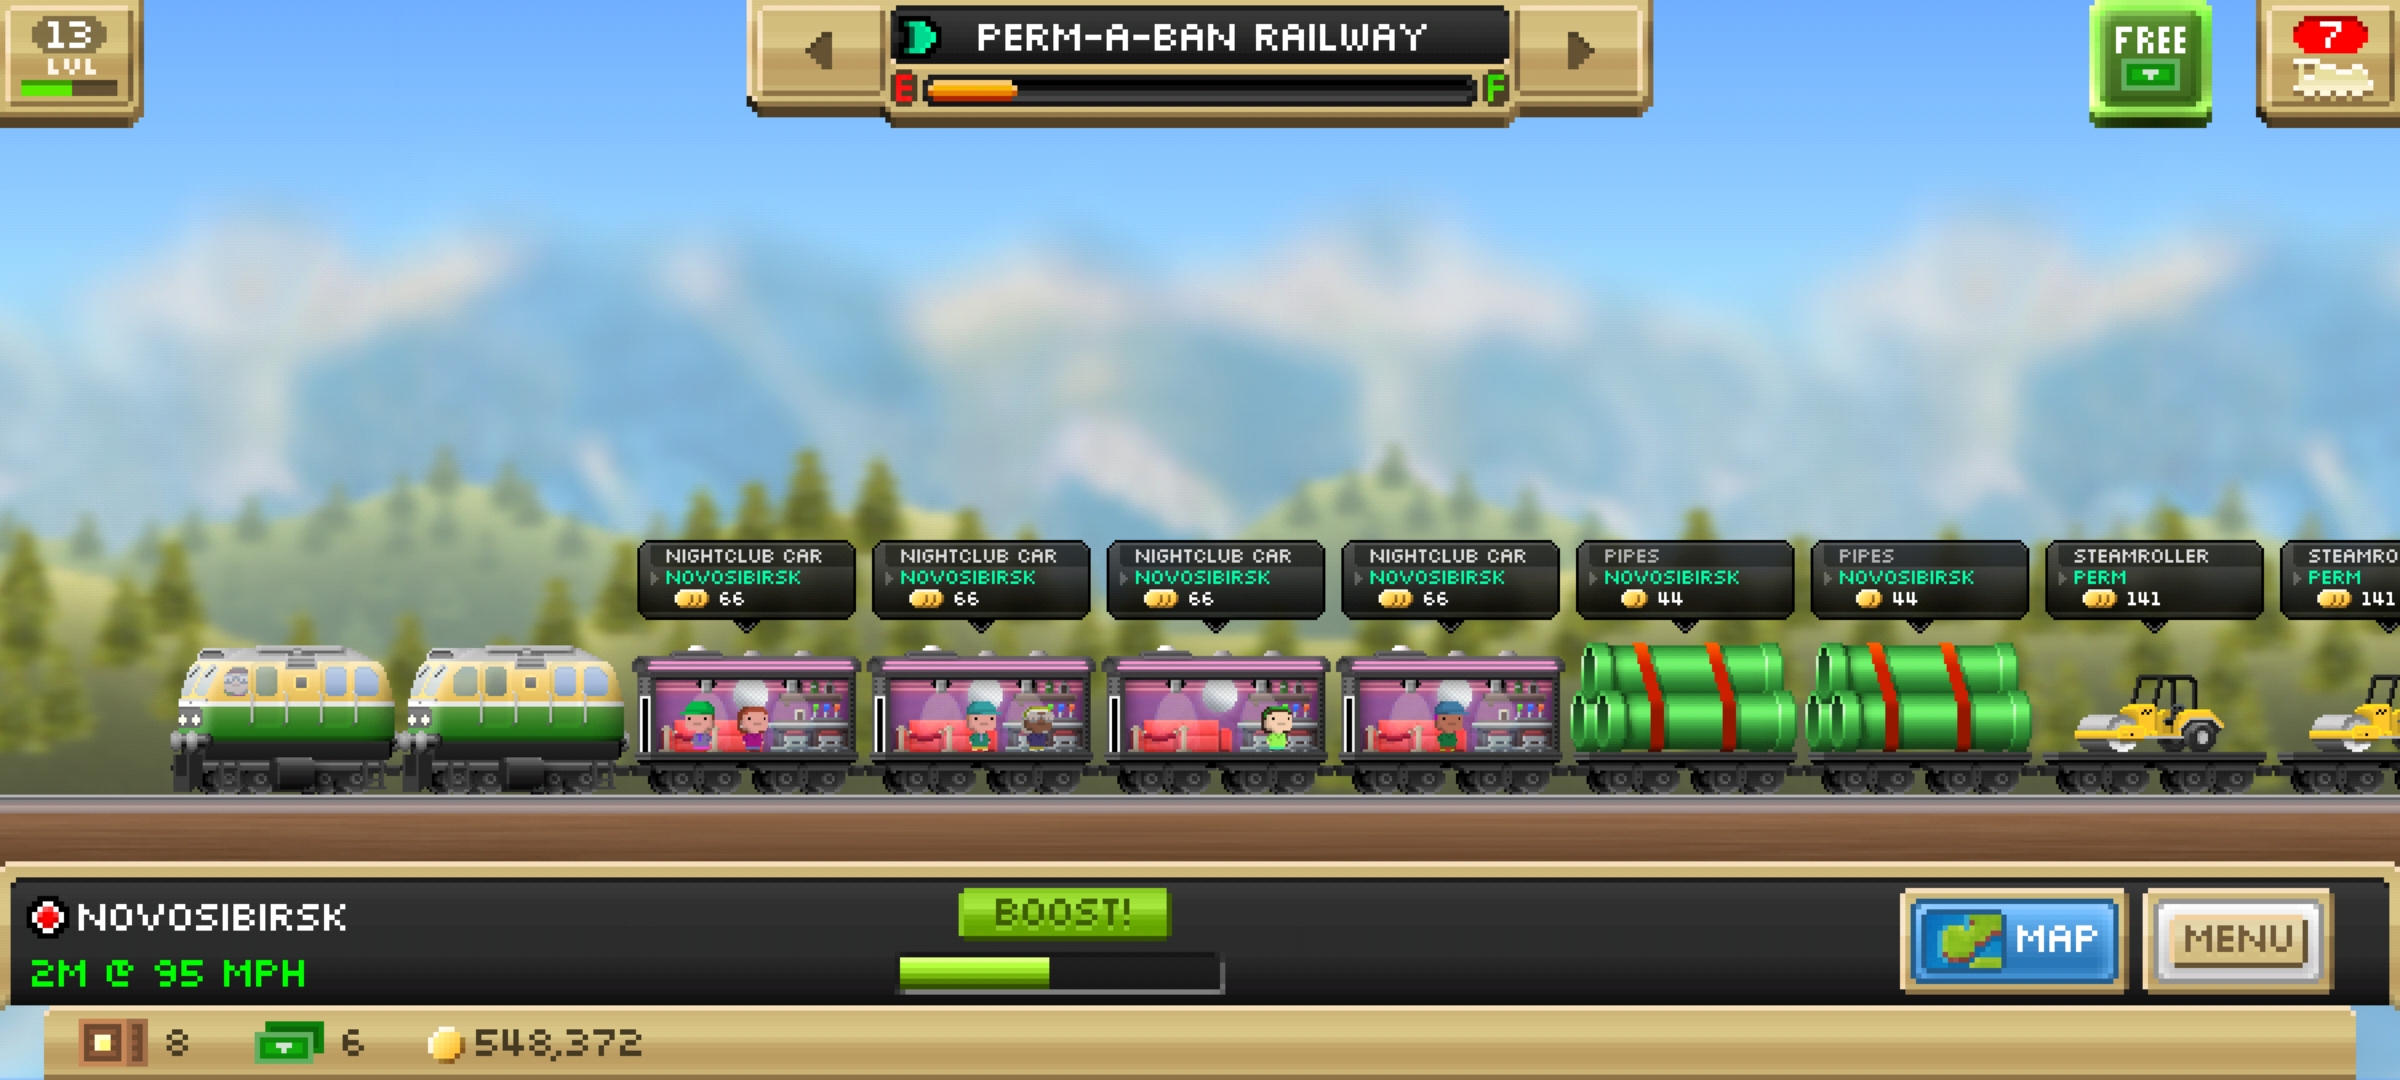 13
LVL
PERM-A-BAN RAILWAY
E F
FREE
7
NIGHTCLUB CAR
NOVOSIBIRSK
66
NIGHTCLUB CAR
NOVOSIBIRSK
66
NIGHTCLUB CAR
NOVOSIBIRSK
66
NIGHTCLUB CAR
NOVOSIBIRSK
66
PIPES
NOVOSIBIRSK
44
PIPES
NOVOSIBIRSK
44
STEAMROLLER
PERM
141
STEAMRO
PERM
141
NOVOSIBIRSK
2M @ 95 MPH
BOOST!
MAP
MENU
8 6 548,372